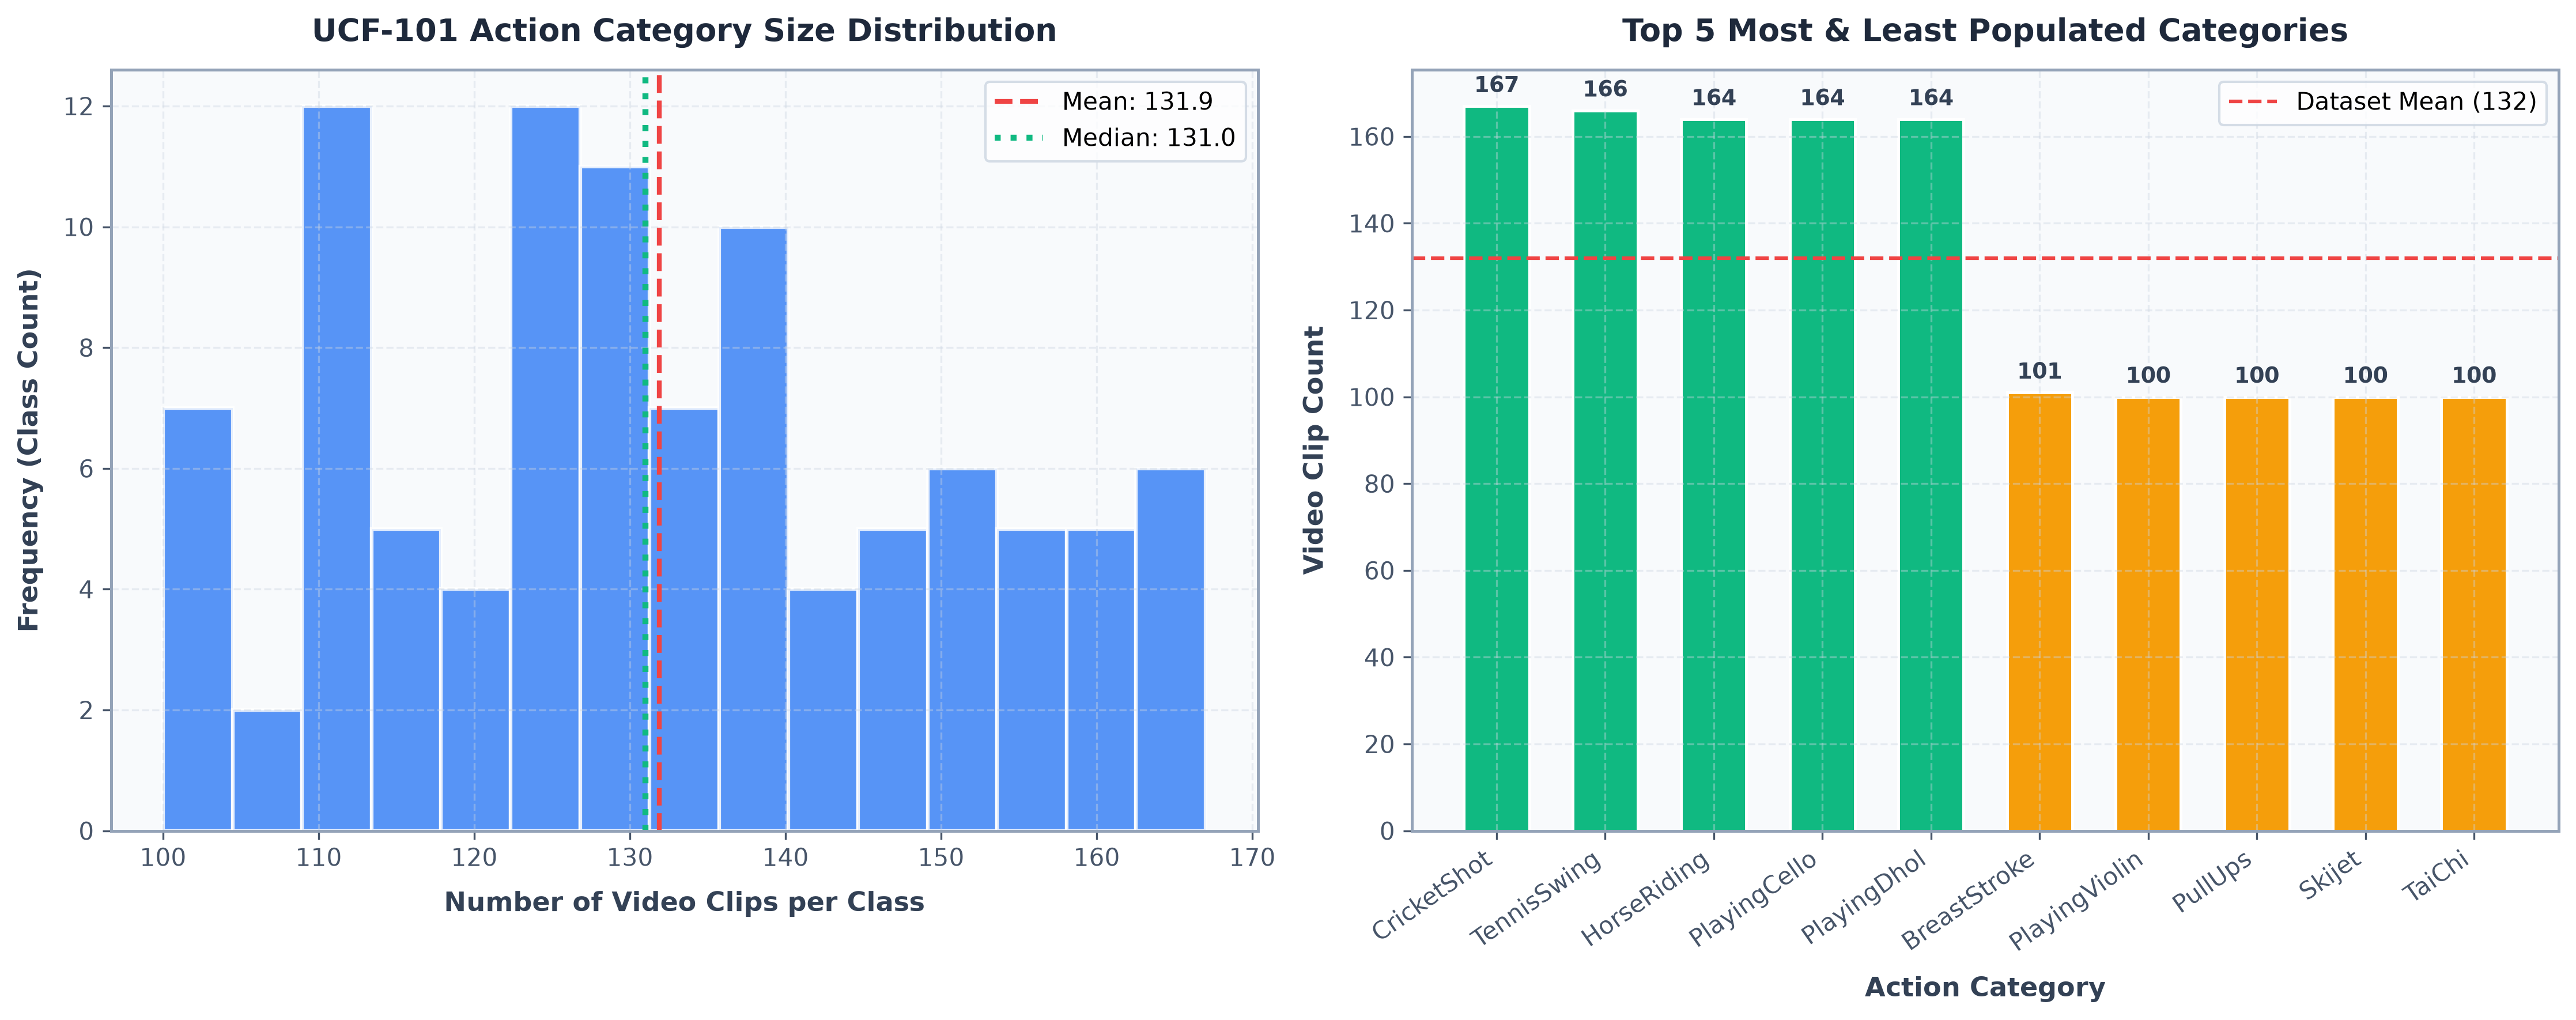 UCF-101 Action Category Size Distribution
Mean: 131.9
Median: 131.0
Frequency (Class Count)
12
10
8
6
4
2
0
100 110 120 130 140 150 160 170
Number of Video Clips per Class
Top 5 Most & Least Populated Categories
Dataset Mean (132)
Video Clip Count
160
140
120
100
80
60
40
20
0
167 166 164 164 164 101 100 100 100 100
CricketShot
TennisSwing
HorseRiding
PlayingCello
PlayingDhol
BreastStroke
PlayingViolin
PullUps
Skijet
TaiChi
Action Category